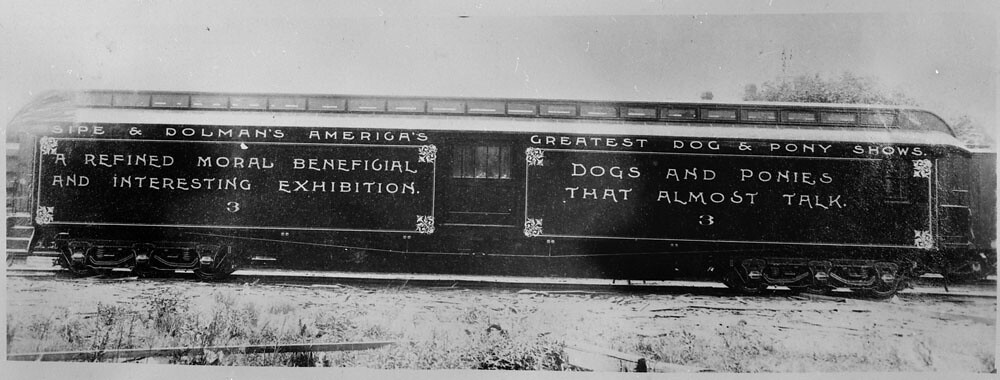 SIPE & DOLMAN'S AMERICA'S GREATEST DOG & PONY SHOWS.
A REFINED MORAL BENEFICIAL
AND INTERESTING EXHIBITION.
3
DOGS AND PONIES
THAT ALMOST TALK.
3